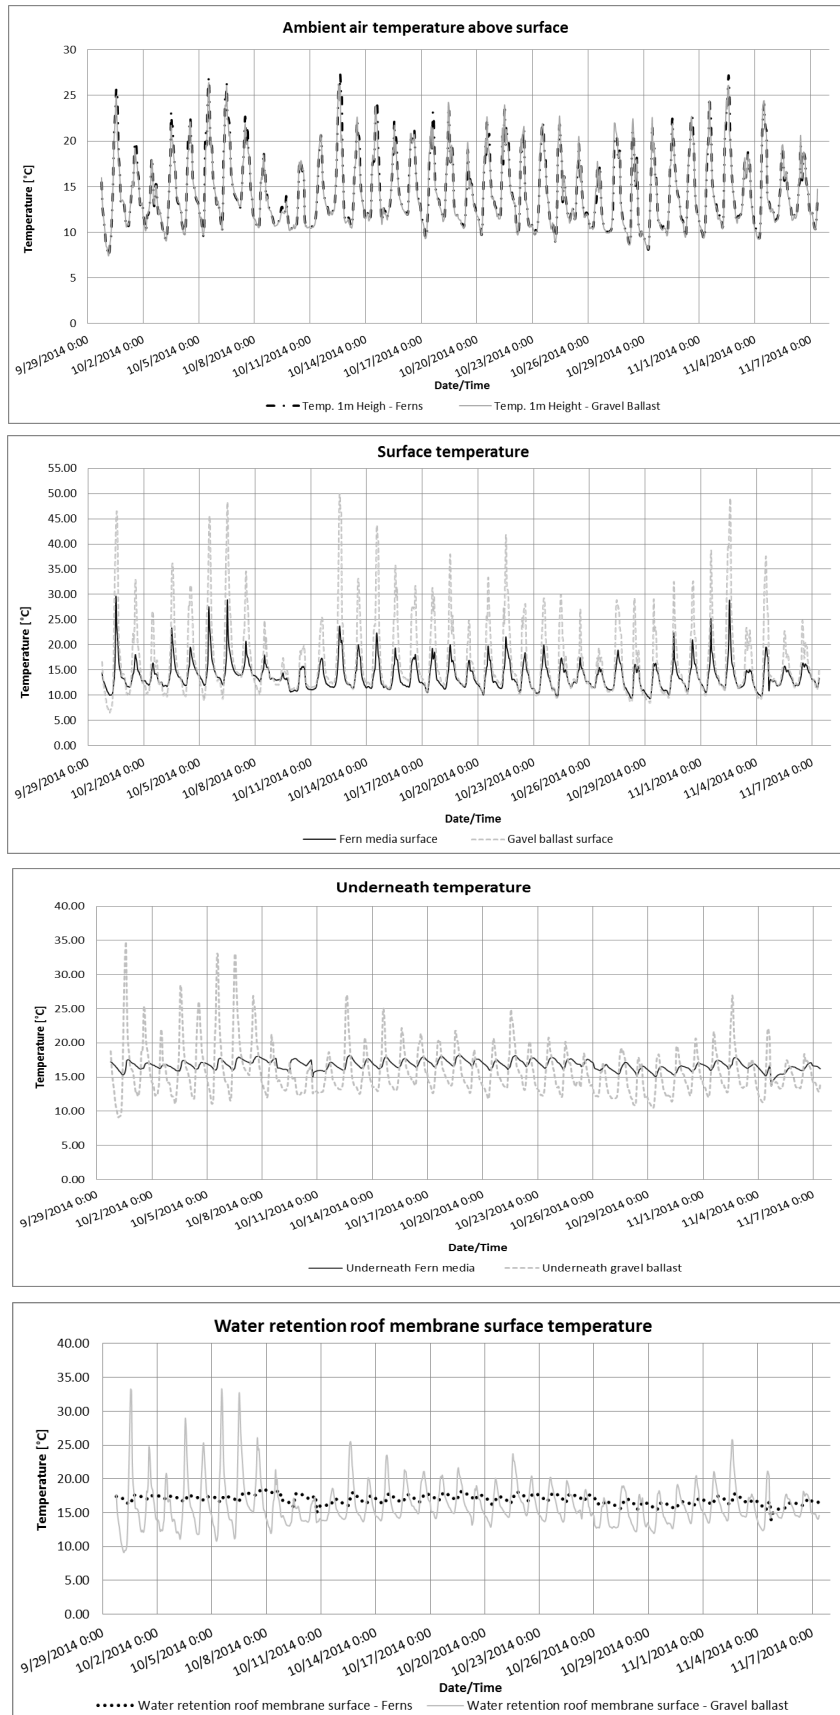 Ambient air temperature above surface
30
25
20
15
10
5
0
Temperature [°C]
9/29/2014 0:00 10/2/2014 0:00 10/5/2014 0:00 10/8/2014 0:00 10/11/2014 0:00 10/14/2014 0:00 10/17/2014 0:00 10/20/2014 0:00 10/23/2014 0:00 10/26/2014 0:00 10/29/2014 0:00 11/1/2014 0:00 11/4/2014 0:00 11/7/2014 0:00
Date/Time
Temp. 1m Heigh - Ferns Temp. 1m Height - Gravel Ballast
Surface temperature
55.00
50.00
45.00
40.00
35.00
30.00
25.00
20.00
15.00
10.00
5.00
0.00
Temperature [°C]
9/29/2014 0:00 10/2/2014 0:00 10/5/2014 0:00 10/8/2014 0:00 10/11/2014 0:00 10/14/2014 0:00 10/17/2014 0:00 10/20/2014 0:00 10/23/2014 0:00 10/26/2014 0:00 10/29/2014 0:00 11/1/2014 0:00 11/4/2014 0:00 11/7/2014 0:00
Date/Time
Fern media surface Gavel ballast surface
Underneath temperature
40.00
35.00
30.00
25.00
20.00
15.00
10.00
5.00
0.00
Temperature [°C]
9/29/2014 0:00 10/2/2014 0:00 10/5/2014 0:00 10/8/2014 0:00 10/11/2014 0:00 10/14/2014 0:00 10/17/2014 0:00 10/20/2014 0:00 10/23/2014 0:00 10/26/2014 0:00 10/29/2014 0:00 11/1/2014 0:00 11/4/2014 0:00 11/7/2014 0:00
Date/Time
Underneath Fern media Underneath gravel ballast
Water retention roof membrane surface temperature
40.00
35.00
30.00
25.00
20.00
15.00
10.00
5.00
0.00
Temperature [°C]
9/29/2014 0:00 10/2/2014 0:00 10/5/2014 0:00 10/8/2014 0:00 10/11/2014 0:00 10/14/2014 0:00 10/17/2014 0:00 10/20/2014 0:00 10/23/2014 0:00 10/26/2014 0:00 10/29/2014 0:00 11/1/2014 0:00 11/4/2014 0:00 11/7/2014 0:00
Date/Time
Water retention roof membrane surface - Ferns Water retention roof membrane surface - Gravel ballast